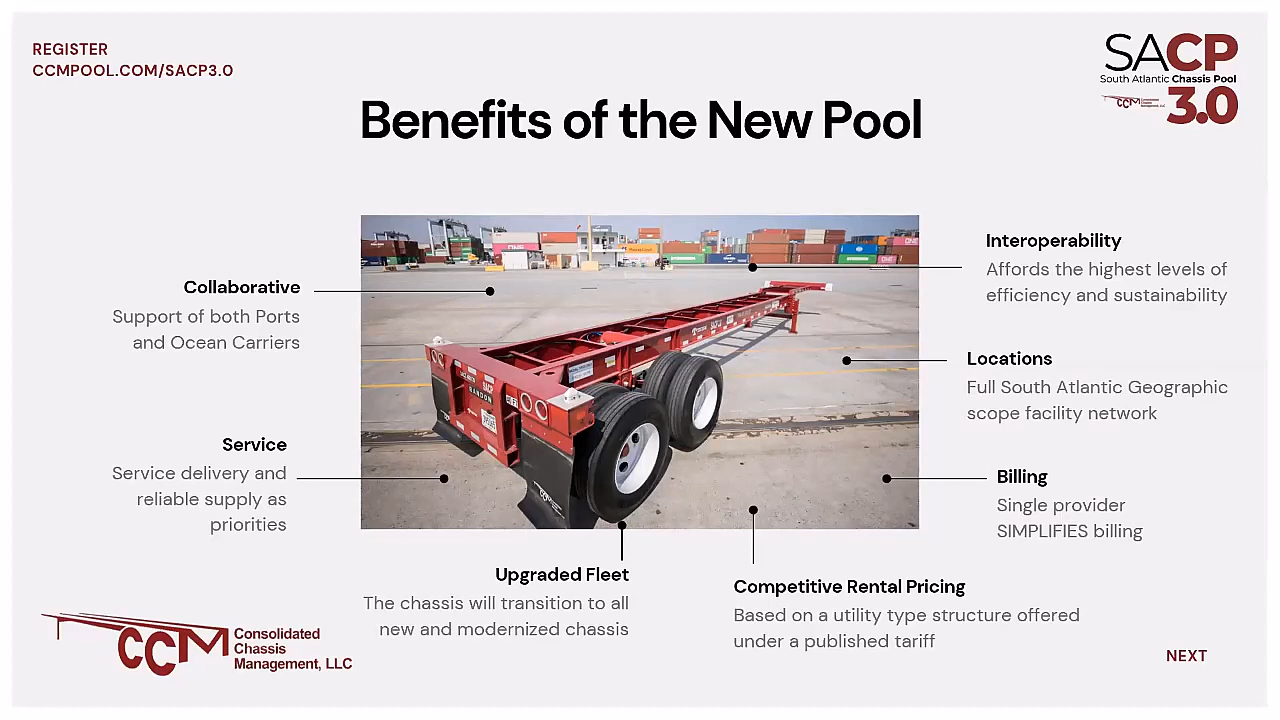 REGISTER
CCMPOOL.COM/SACP3.0
SACP
South Atlantic Chassis Pool
CCM
3.0
Benefits of the New Pool
Collaborative
Support of both Ports
and Ocean Carriers
Service
Service delivery and
reliable supply as
priorities
Interoperability
Affords the highest levels of
efficiency and sustainability
Locations
Full South Atlantic Geographic
scope facility network
Billing
Single provider
SIMPLIFIES billing
Upgraded Fleet
The chassis will transition to all
new and modernized chassis
Competitive Rental Pricing
Based on a utility type structure offered
under a published tariff
CCM
Consolidated
Chassis
Management, LLC
NEXT